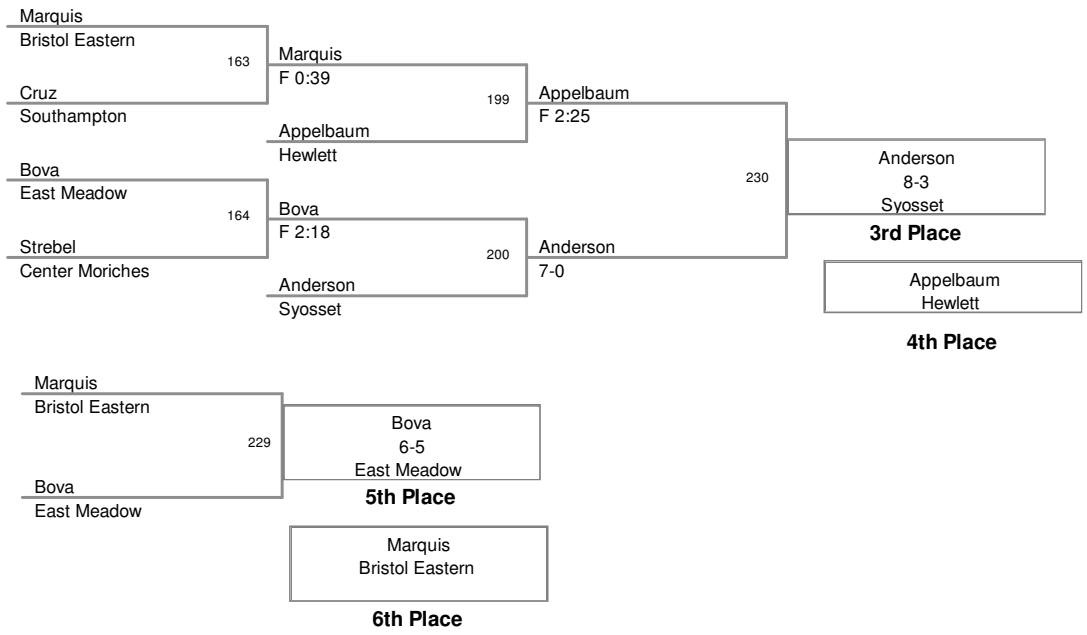 Marquis
Bristol Eastern
163
Cruz
Southampton
Marquis
F 0:39
199
Appelbaum
Hewlett
Appelbaum
F 2:25
Bova
East Meadow
164
Strebel
Center Moriches
Bova
F 2:18
200
Anderson
Syosset
Anderson
7-0
230
Anderson
8-3
Syosset
3rd Place
Appelbaum
Hewlett
4th Place
Marquis
Bristol Eastern
229
Bova
East Meadow
Bova
6-5
East Meadow
5th Place
Marquis
Bristol Eastern
6th Place